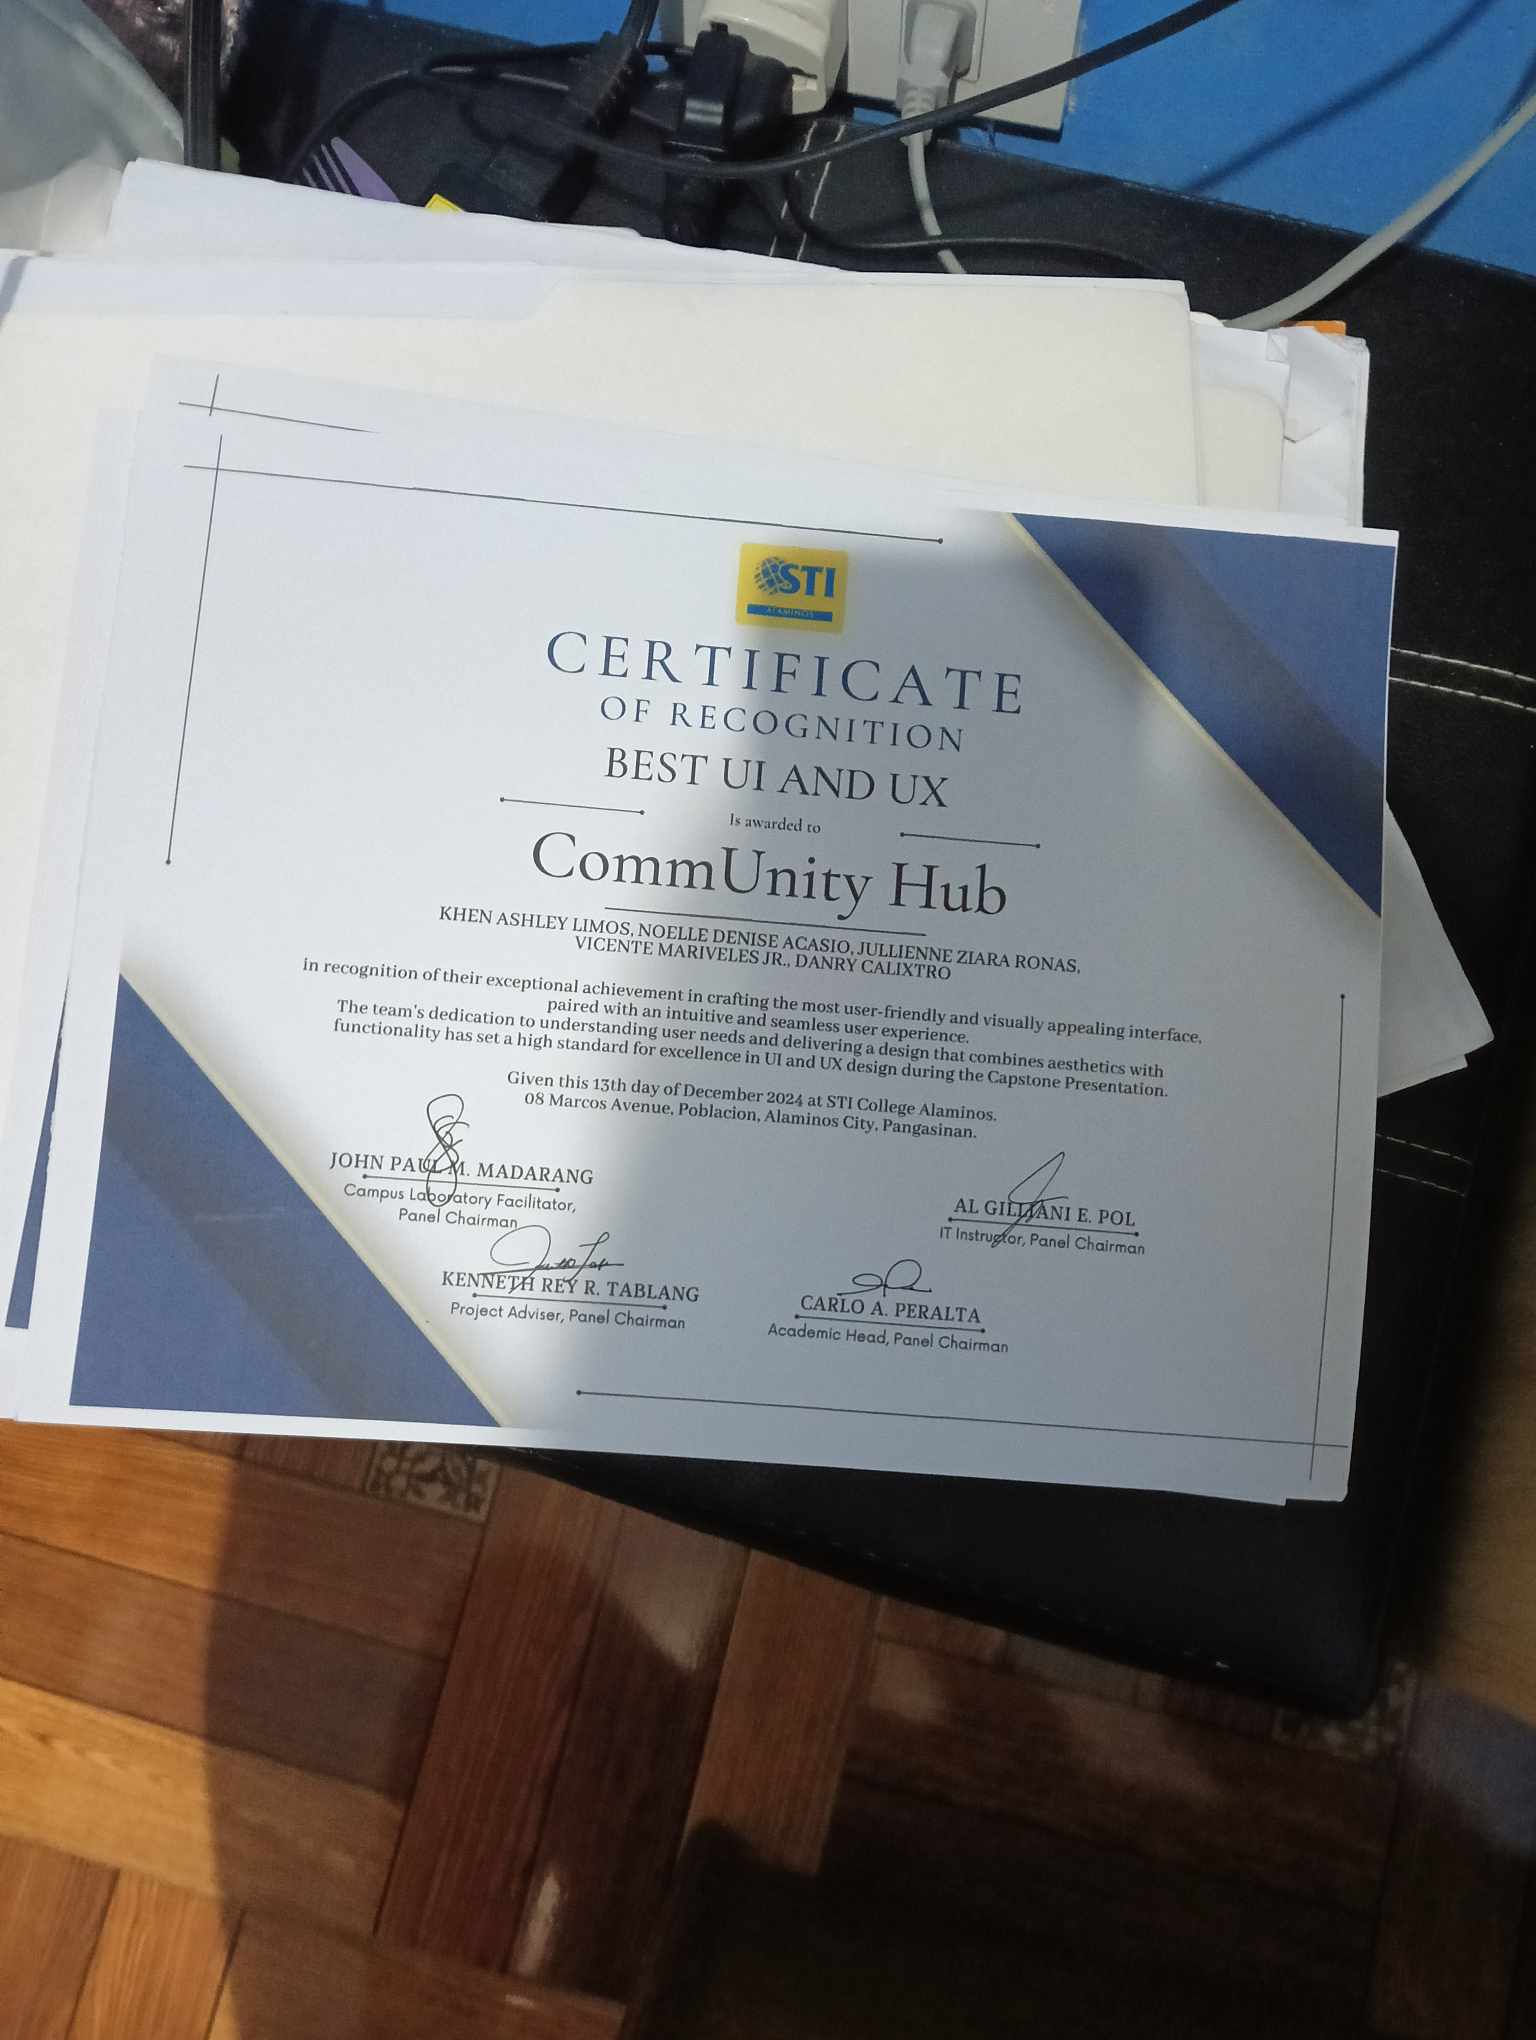 STI
ALAMINOS
CERTIFICATE
OF RECOGNITION
BEST UI AND UX
Is awarded to
CommUnity Hub
KHEN ASHLEY LIMOS, NOELLE DENISE ACASIO, JULLIENNE ZIARA RONAS,
VICENTE MARIVELES JR., DANRY CALIXTRO
in recognition of their exceptional achievement in crafting the most user-friendly and visually appealing interface,
paired with an intuitive and seamless user experience.
The team's dedication to understanding user needs and delivering a design that combines aesthetics with
functionality has set a high standard for excellence in UI and UX design during the Capstone Presentation.
Given this 13th day of December 2024 at STI College Alaminos.
08 Marcos Avenue, Poblacion, Alaminos City, Pangasinan.
JOHN PAUL M. MADARANG
Campus Laboratory Facilitator,
Panel Chairman
AL GILLIANI E. POL
IT Instructor, Panel Chairman
KENNETH REY R. TABLANG
Project Adviser, Panel Chairman
CARLO A. PERALTA
Academic Head, Panel Chairman